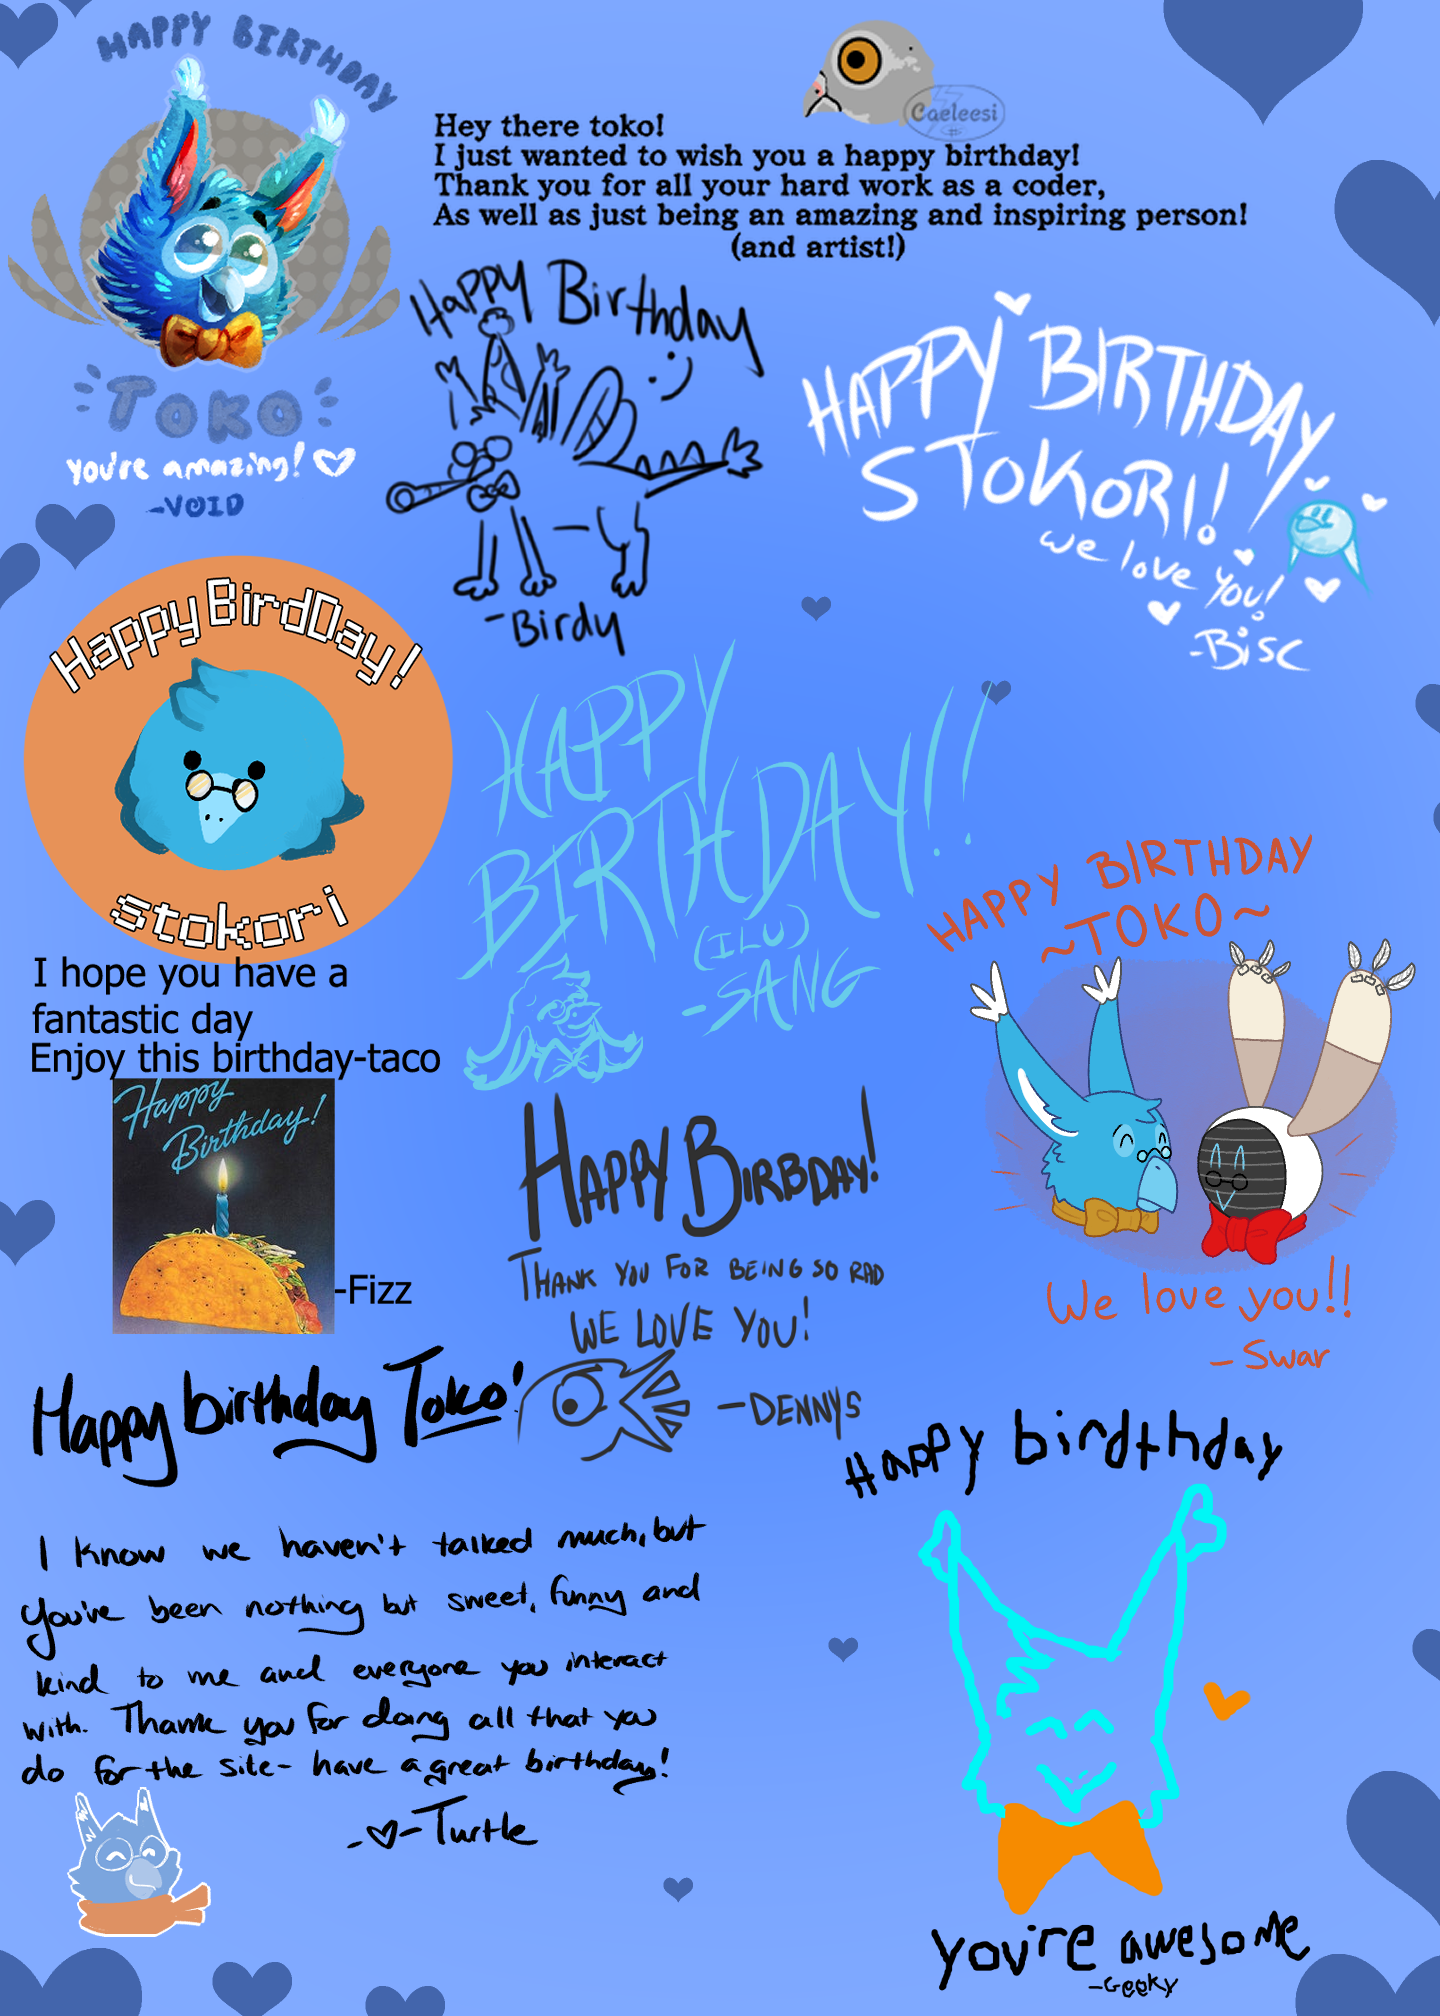 HAPPY BIRTHDAY
TOKO
you're amazing! ♡
-VOID
Caeleesi
Hey there toko!
I just wanted to wish you a happy birthday!
Thank you for all your hard work as a coder,
As well as just being an amazing and inspiring person!
(and artist!)
Happy Birthday
:)
-Birdy
HAPPY BIRTHDAY
STOKORI!!
we love you!
-Bisc
Happy BirdDay!
stokori
I hope you have a
fantastic day
Enjoy this birthday-taco
Happy
Birthday!
-Fizz
HAPPY
BIRTHDAY!!
(ILU)
-SANG
HAPPY BIRTHDAY
~TOKO~
We love you!!
- Swar
HAPPY BIRBDAY!
THANK YOU FOR BEING SO RAD
WE LOVE YOU!
-DENNYS
Happy birthday Toko!
I know we haven't talked much, but
you've been nothing but sweet, funny and
kind to me and everyone you interact
with. Thank you for doing all that you
do for the site- have a great birthday!
-♡-Turtle
Happy birdthday
you're awesome
-Geeky